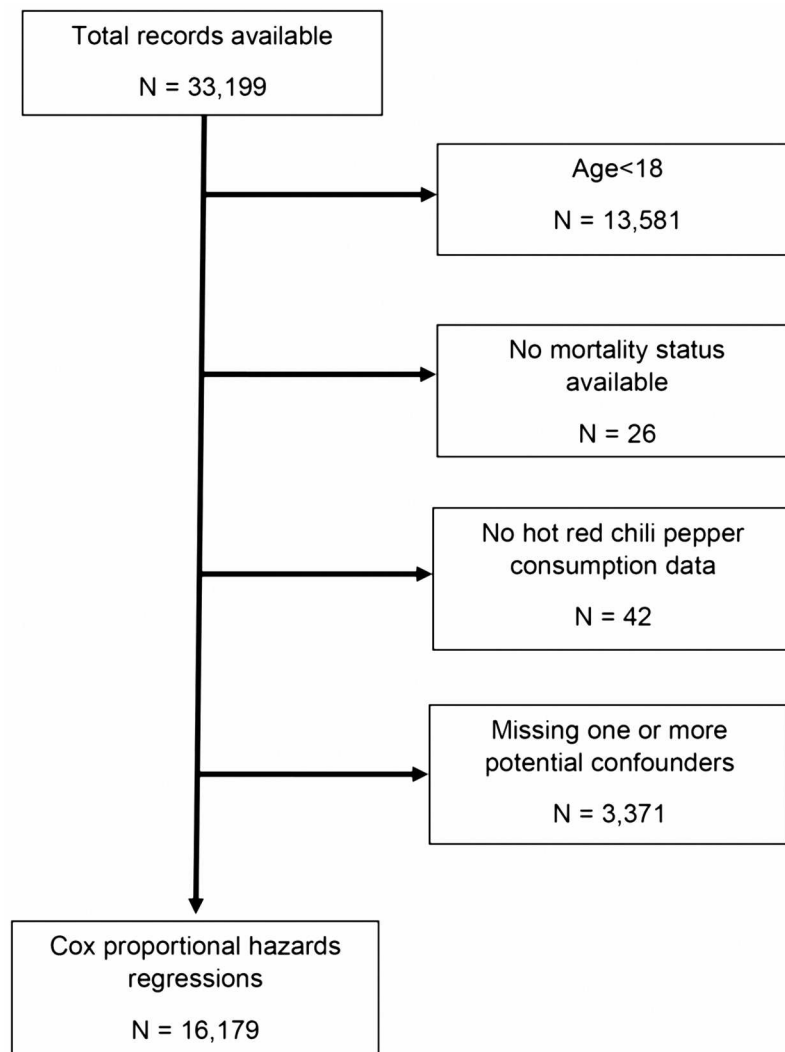 Total records available
N = 33,199
Age<18
N = 13,581
No mortality status
available
N = 26
No hot red chili pepper
consumption data
N = 42
Missing one or more
potential confounders
N = 3,371
Cox proportional hazards
regressions
N = 16,179